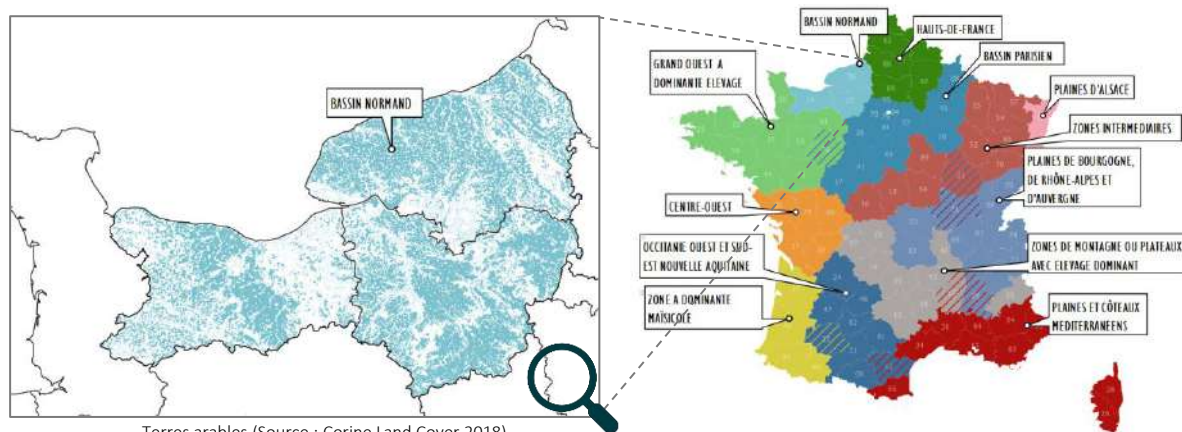 BASSIN NORMAND
Terres arables (Source : Corine Land Cover 2018)
BASSIN NORMAND
HAUTS-DE-FRANCE
BASSIN PARISIEN
GRAND OUEST A
DOMINANTE ELEVAGE
PLAINES D'ALSACE
ZONES INTERMEDIAIRES
PLAINES DE BOURGOGNE,
DE RHÔNE-ALPES ET
D'AUVERGNE
CENTRE-OUEST
OCCITANIE OUEST ET SUD-
EST NOUVELLE AQUITAINE
ZONES DE MONTAGNE OU PLATEAUX
AVEC ELEVAGE DOMINANT
ZONE A DOMINANTE
MAÏSICOLE
PLAINES ET CÔTEAUX
MEDITERRANEENS